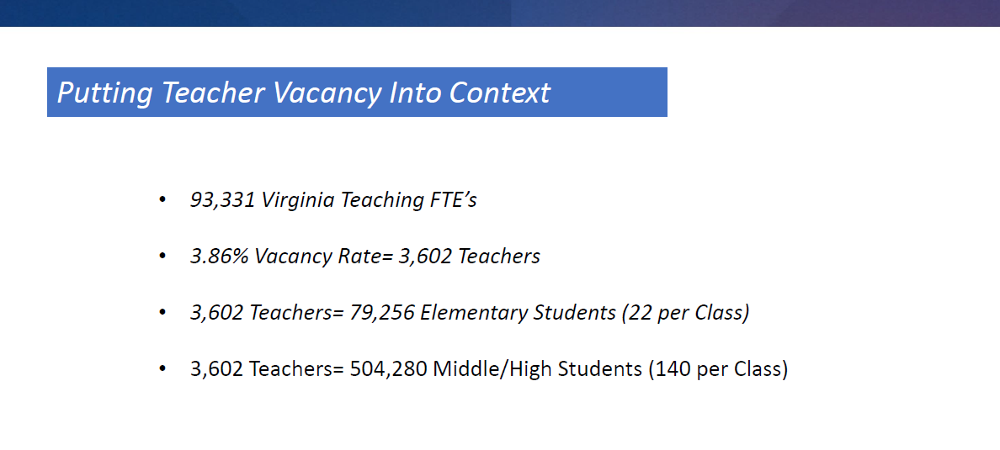 Putting Teacher Vacancy Into Context
• 93,331 Virginia Teaching FTE’s
• 3.86% Vacancy Rate= 3,602 Teachers
• 3,602 Teachers= 79,256 Elementary Students (22 per Class)
• 3,602 Teachers= 504,280 Middle/High Students (140 per Class)